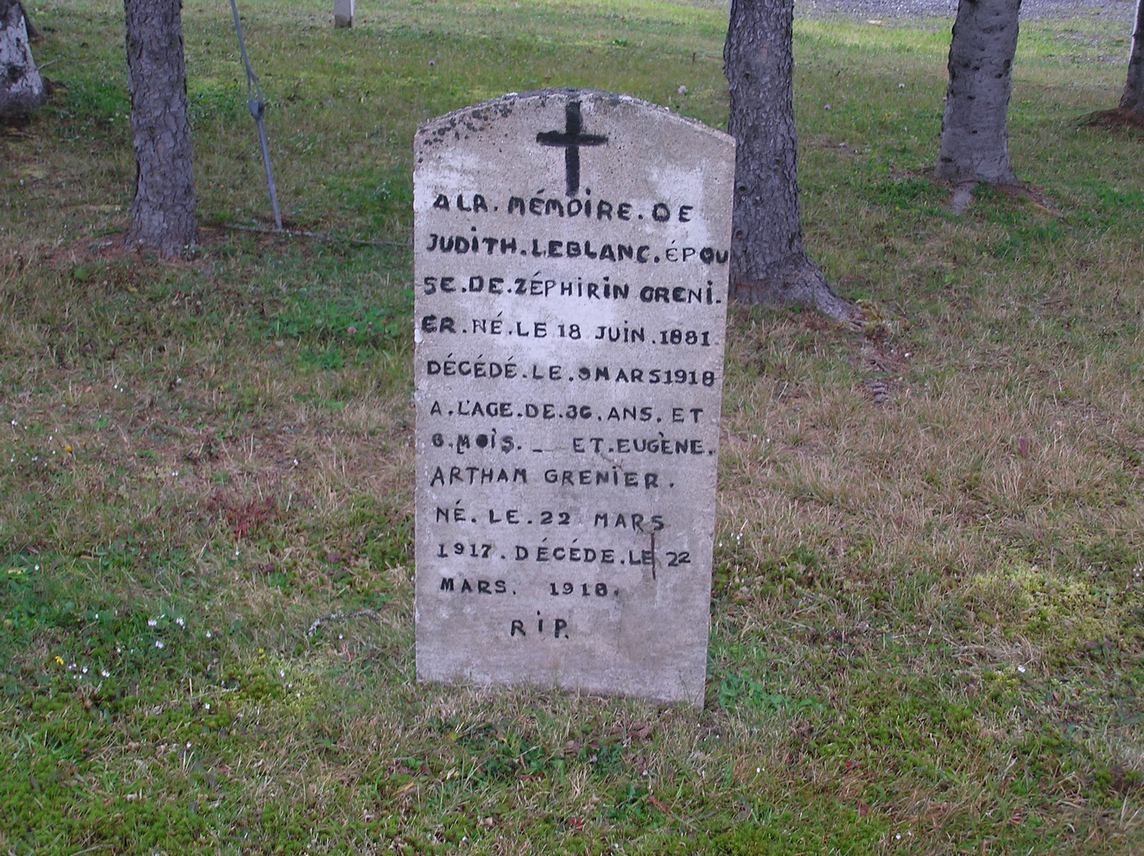 A LA. MÉMOIRE. DE
JUDITH. LEBLANC. ÉPOU
SE. DE. ZÉPHIRIN GRENI.
ER. NÉ. LE 18 JUIN. 1881.
DÉCÉDÉ. LE. 9 MARS 1918
A. L'AGE. DE. 36. ANS. ET
8. MOIS. _ ET. EUGÈNE.
ARTHAM GRENIER.
NÉ. LE. 22 MARS
1917. DÉCÉDE. LE 22
MARS. 1918.
RIP.